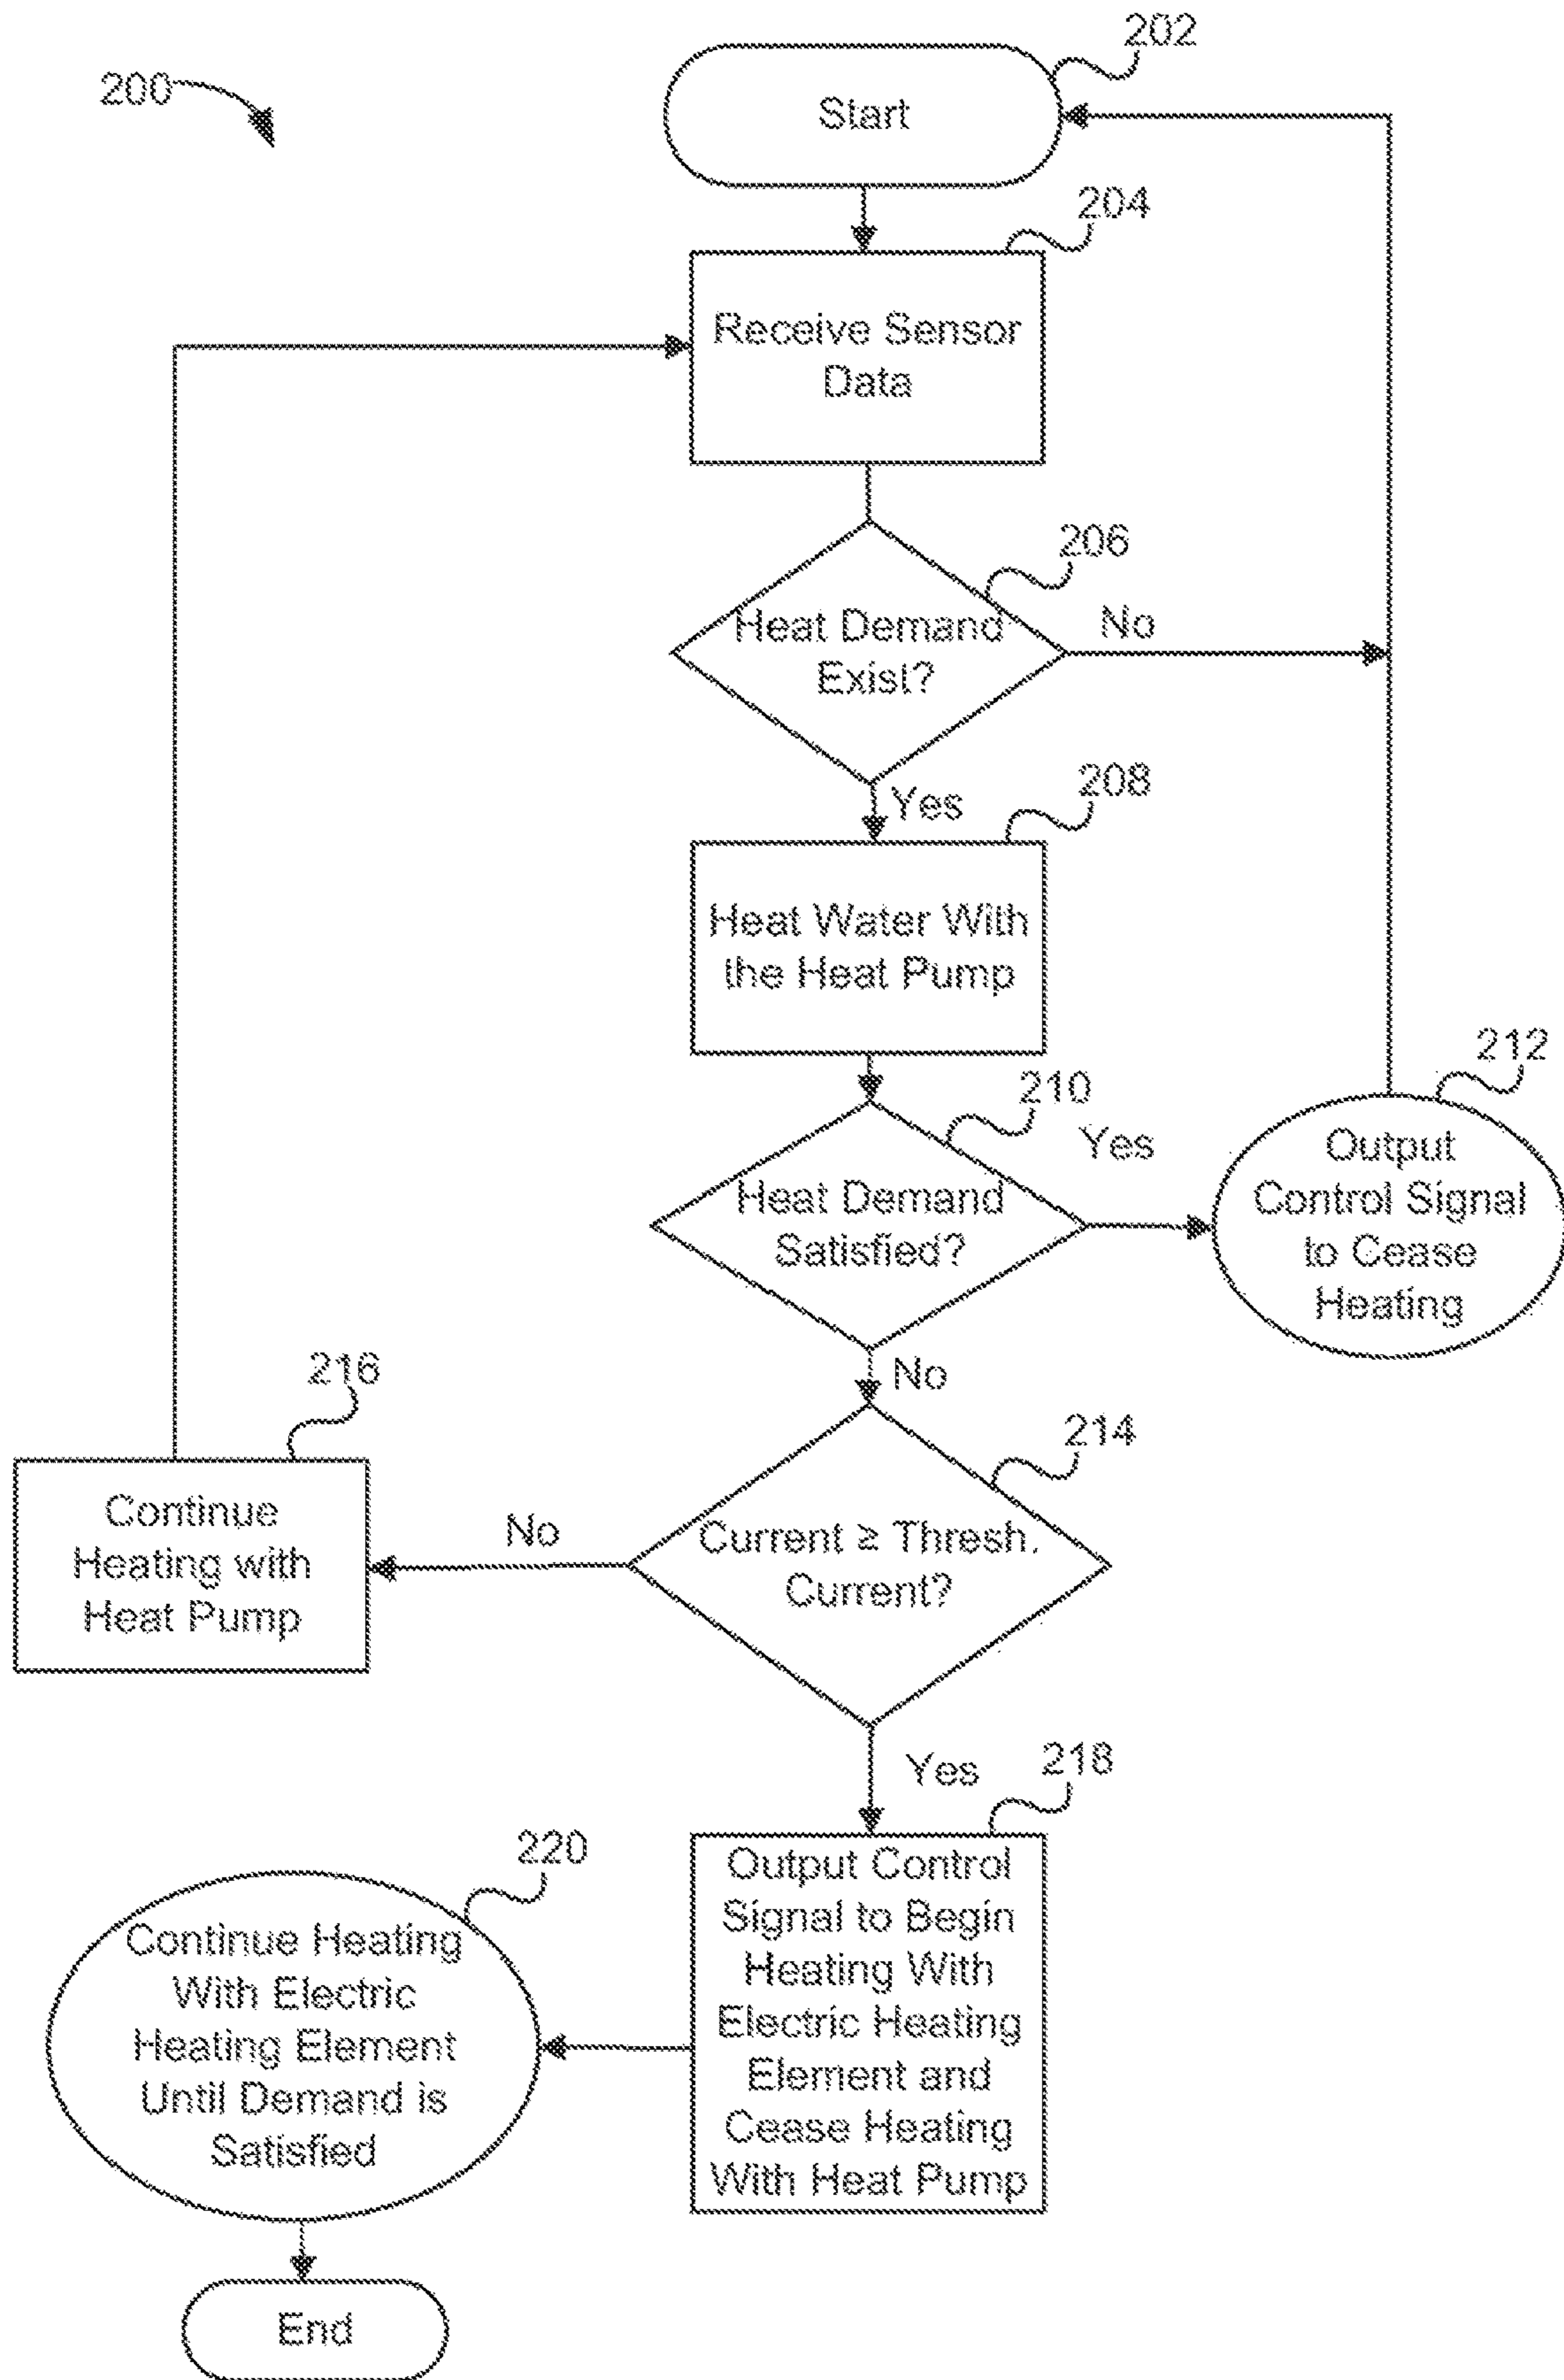 200
202
Start
204
Receive Sensor
Data
206
Heat Demand
Exist?
No
Yes
208
Heat Water With
the Heat Pump
210
Heat Demand
Satisfied?
Yes
212
Output
Control Signal
to Cease
Heating
No
214
Current ≥ Thresh.
Current?
No
216
Continue
Heating with
Heat Pump
Yes
218
Output Control
Signal to Begin
Heating With
Electric Heating
Element and
Cease Heating
With Heat Pump
220
Continue Heating
With Electric
Heating Element
Until Demand is
Satisfied
End